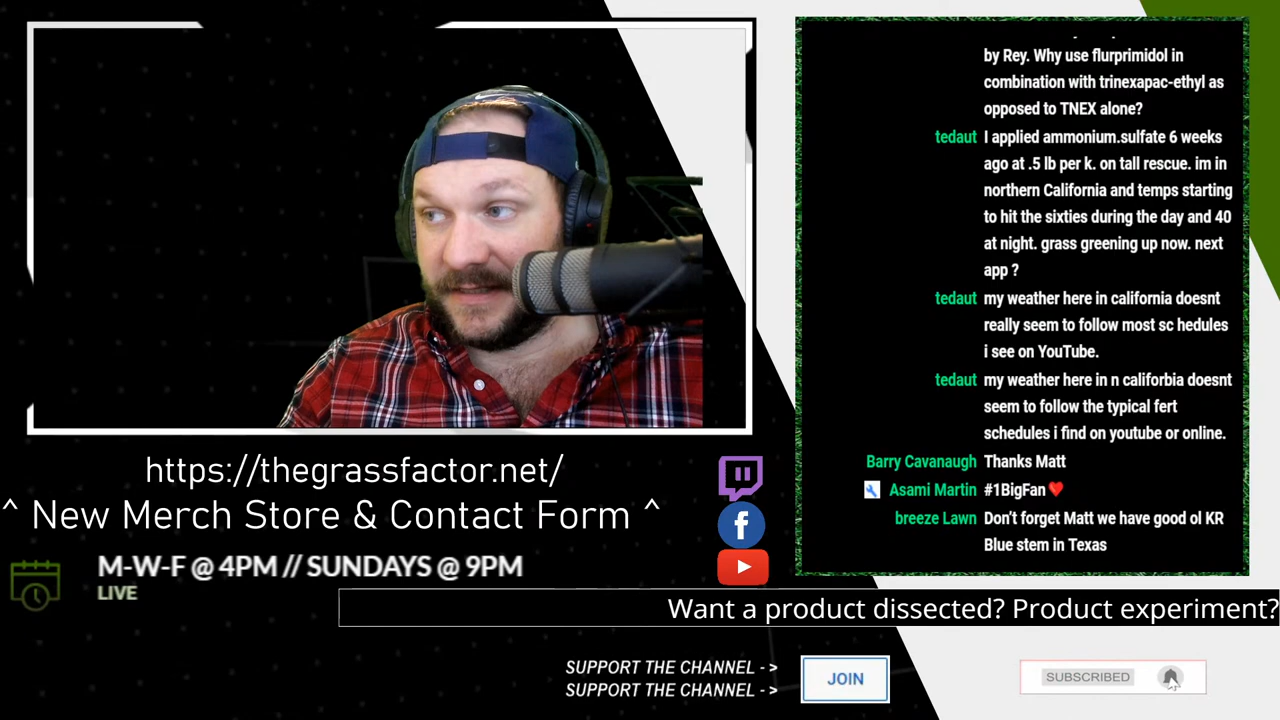 by Rey. Why use flurprimidol in
combination with trinexapac-ethyl as
opposed to TNEX alone?
tedaut I applied ammonium.sulfate 6 weeks
ago at .5 lb per k. on tall rescue. im in
northern California and temps starting
to hit the sixties during the day and 40
at night. grass greening up now. next
app ?
tedaut my weather here in california doesnt
really seem to follow most sc hedules
i see on YouTube.
tedaut my weather here in n califorbia doesnt
seem to follow the typical fert
schedules i find on youtube or online.
Barry Cavanaugh Thanks Matt
Asami Martin #1BigFan❤️
breeze Lawn Don't forget Matt we have good ol KR
Blue stem in Texas
https://thegrassfactor.net/
^ New Merch Store & Contact Form ^
M-W-F @ 4PM // SUNDAYS @ 9PM
LIVE
Want a product dissected? Product experiment?
SUPPORT THE CHANNEL - >
SUPPORT THE CHANNEL - >
JOIN
SUBSCRIBED